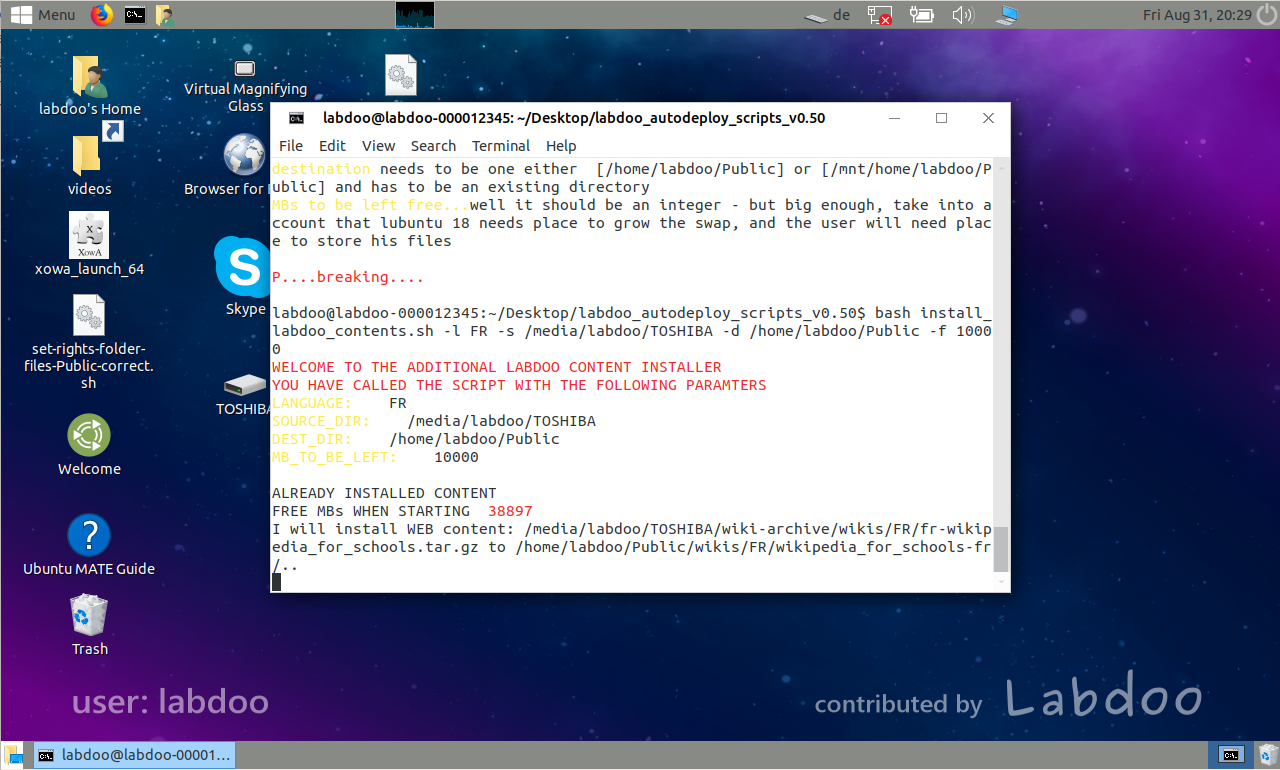 Menu
de
Fri Aug 31, 20:29
labdoo's Home
Virtual Magnifying
Glass
videos
Browser for
xowa_launch_64
Skype
set-rights-folder-
files-Public-correct.
sh
TOSHIBA
Welcome
Ubuntu MATE Guide
Trash
labdoo@labdoo-000012345: ~/Desktop/labdoo_autodeploy_scripts_v0.50
File Edit View Search Terminal Help
destination needs to be one either  [/home/labdoo/Public] or [/mnt/home/labdoo/P
ublic] and has to be an existing directory
MBs to be left free...well it should be an integer - but big enough, take into a
ccount that lubuntu 18 needs place to grow the swap, and the user will need plac
e to store his files
P....breaking....
labdoo@labdoo-000012345:~/Desktop/labdoo_autodeploy_scripts_v0.50$ bash install_
labdoo_contents.sh -l FR -s /media/labdoo/TOSHIBA -d /home/labdoo/Public -f 1000
0
WELCOME TO THE ADDITIONAL LABDOO CONTENT INSTALLER
YOU HAVE CALLED THE SCRIPT WITH THE FOLLOWING PARAMTERS
LANGUAGE:    FR
SOURCE_DIR:    /media/labdoo/TOSHIBA
DEST_DIR:    /home/labdoo/Public
MB_TO_BE_LEFT:    10000
ALREADY INSTALLED CONTENT
FREE MBs WHEN STARTING  38897
I will install WEB content: /media/labdoo/TOSHIBA/wiki-archive/wikis/FR/fr-wikip
edia_for_schools.tar.gz to /home/labdoo/Public/wikis/FR/wikipedia_for_schools-fr
/..
user: labdoo
contributed by Labdoo
labdoo@labdoo-00001...